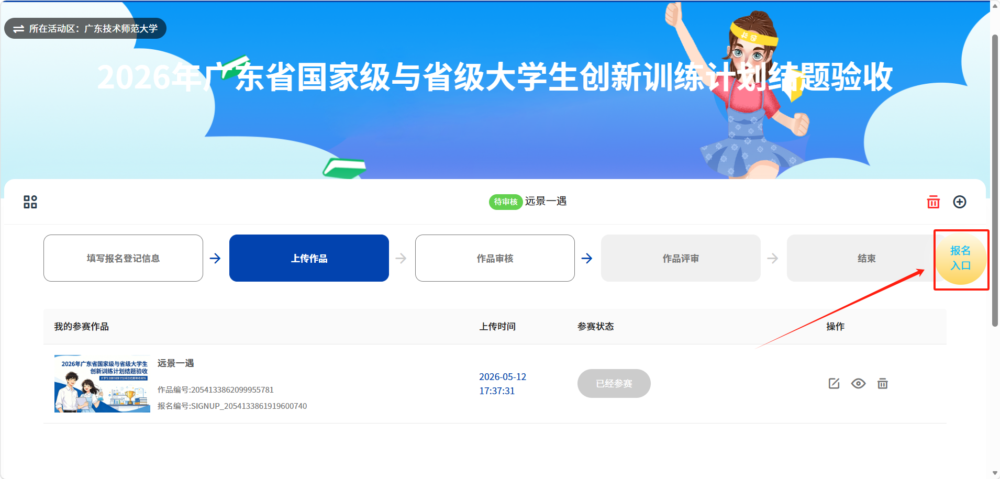 所在活动区：广东技术师范大学
2026年广东省国家级与省级大学生创新训练计划结题验收
待审核 远景一遇
填写报名登记信息
上传作品
作品审核
作品评审
结束
报名
入口
我的参赛作品 上传时间 参赛状态 操作
2026年广东省国家级与省级大学生
创新训练计划结题验收
远景一遇
作品编号:2054133862099955781
报名编号:SIGNUP_2054133861919600740
2026-05-12
17:37:31
已经参赛